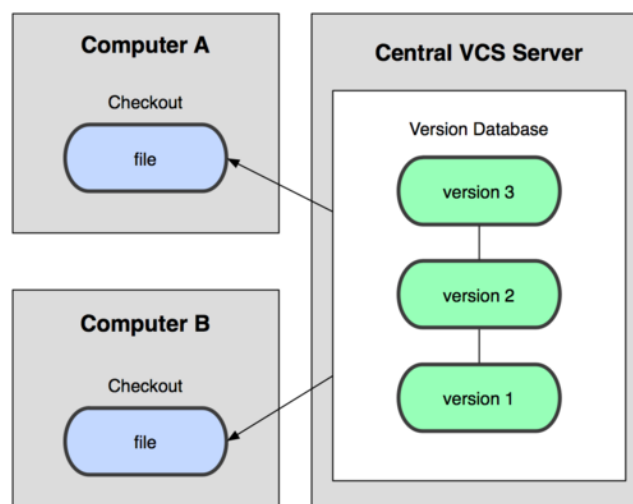 Computer A
Checkout
file
Computer B
Checkout
file
Central VCS Server
Version Database
version 3
version 2
version 1